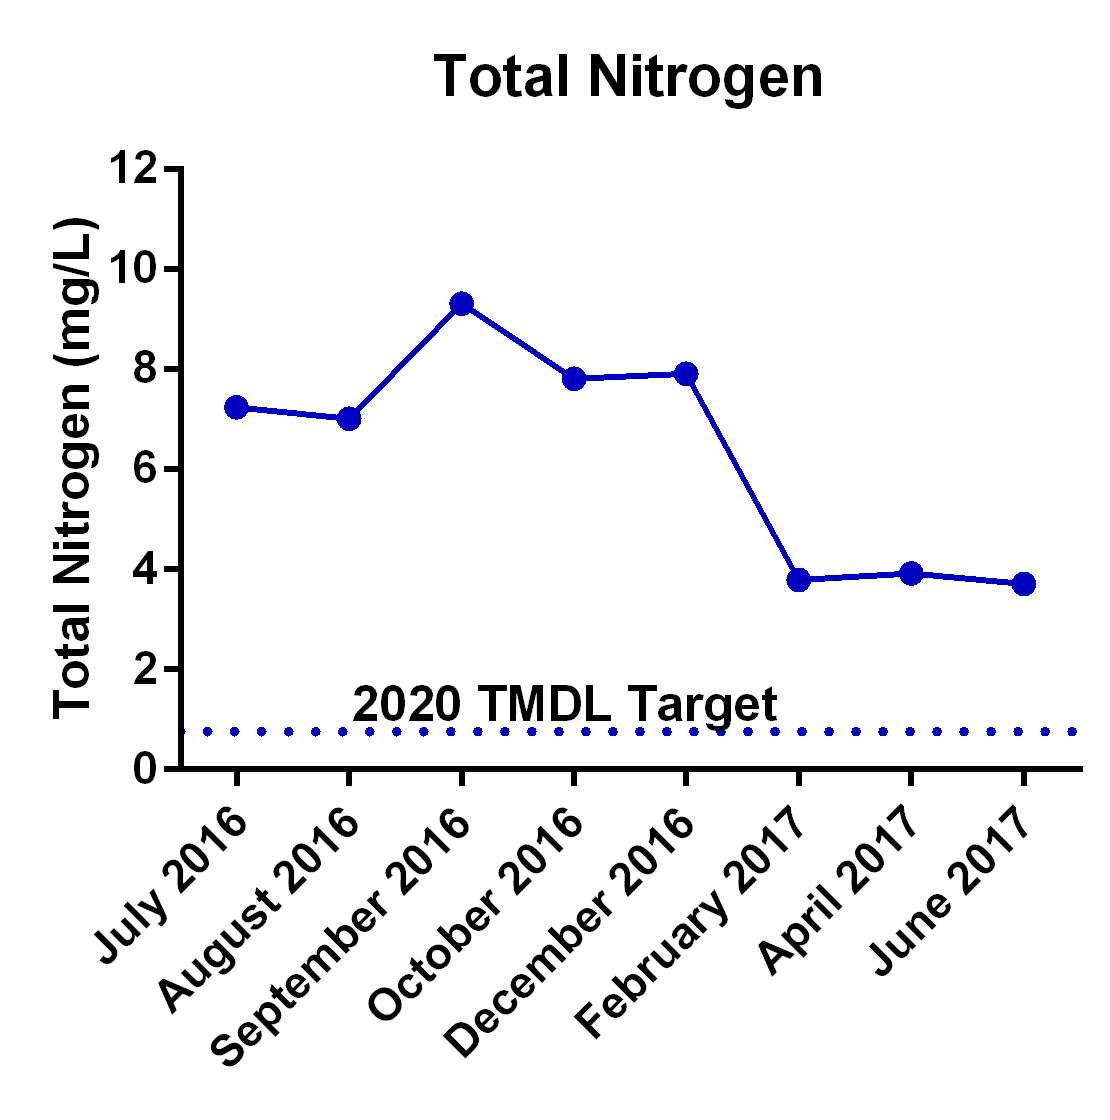 Total Nitrogen
Total Nitrogen (mg/L)
12
10
8
6
4
2
0
2020 TMDL Target
July 2016
August 2016
September 2016
October 2016
December 2016
February 2017
April 2017
June 2017